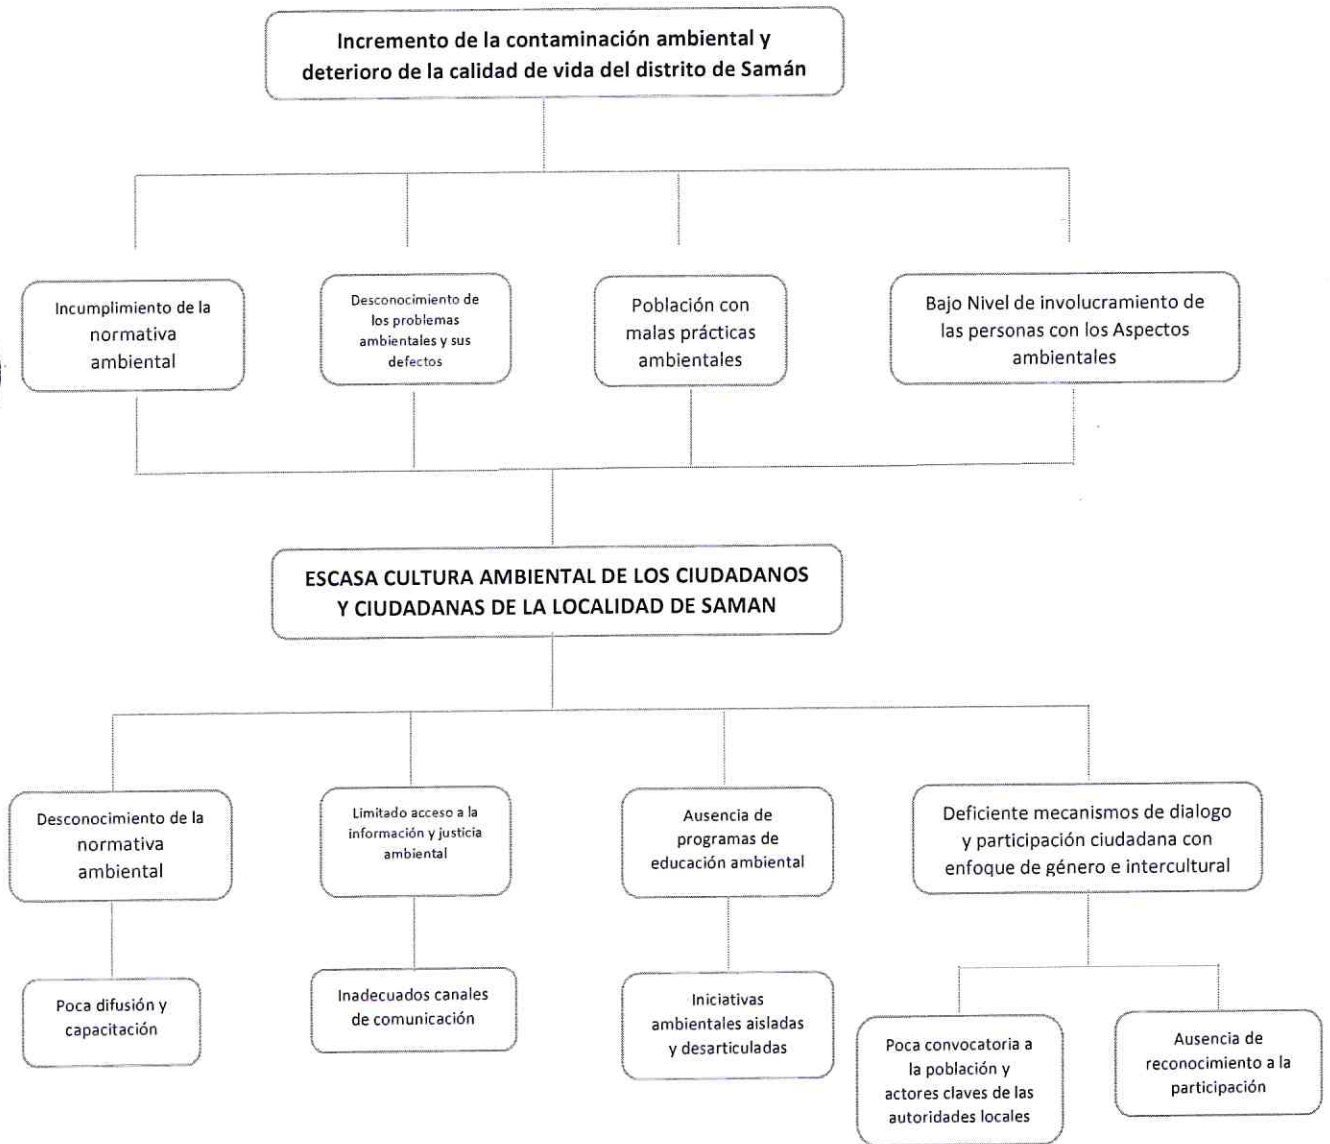 Incremento de la contaminación ambiental y
deterioro de la calidad de vida del distrito de Samán
Incumplimiento de la
normativa
ambiental
Desconocimiento de
los problemas
ambientales y sus
defectos
Población con
malas prácticas
ambientales
Bajo Nivel de involucramiento de
las personas con los Aspectos
ambientales
ESCASA CULTURA AMBIENTAL DE LOS CIUDADANOS
Y CIUDADANAS DE LA LOCALIDAD DE SAMAN
Desconocimiento de la
normativa
ambiental
Limitado acceso a la
información y justicia
ambiental
Ausencia de
programas de
educación ambiental
Deficiente mecanismos de dialogo
y participación ciudadana con
enfoque de género e intercultural
Poca difusión y
capacitación
Inadecuados canales
de comunicación
Iniciativas
ambientales aisladas
y desarticuladas
Poca convocatoria a
la población y
actores claves de las
autoridades locales
Ausencia de
reconocimiento a la
participación